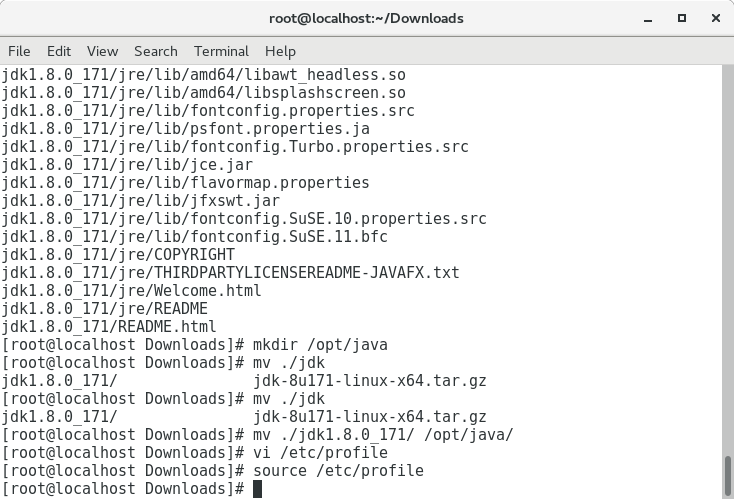 root@localhost:~/Downloads
File Edit View Search Terminal Help
jdk1.8.0_171/jre/lib/amd64/libawt_headless.so
jdk1.8.0_171/jre/lib/amd64/libsplashscreen.so
jdk1.8.0_171/jre/lib/fontconfig.properties.src
jdk1.8.0_171/jre/lib/psfont.properties.ja
jdk1.8.0_171/jre/lib/fontconfig.Turbo.properties.src
jdk1.8.0_171/jre/lib/jce.jar
jdk1.8.0_171/jre/lib/flavormap.properties
jdk1.8.0_171/jre/lib/jfxswt.jar
jdk1.8.0_171/jre/lib/fontconfig.SuSE.10.properties.src
jdk1.8.0_171/jre/lib/fontconfig.SuSE.11.bfc
jdk1.8.0_171/jre/COPYRIGHT
jdk1.8.0_171/jre/THIRDPARTYLICENSEREADME-JAVAFX.txt
jdk1.8.0_171/jre/Welcome.html
jdk1.8.0_171/jre/README
jdk1.8.0_171/README.html
[root@localhost Downloads]# mkdir /opt/java
[root@localhost Downloads]# mv ./jdk
jdk1.8.0_171/               jdk-8u171-linux-x64.tar.gz
[root@localhost Downloads]# mv ./jdk
jdk1.8.0_171/               jdk-8u171-linux-x64.tar.gz
[root@localhost Downloads]# mv ./jdk1.8.0_171/ /opt/java/
[root@localhost Downloads]# vi /etc/profile
[root@localhost Downloads]# source /etc/profile
[root@localhost Downloads]#